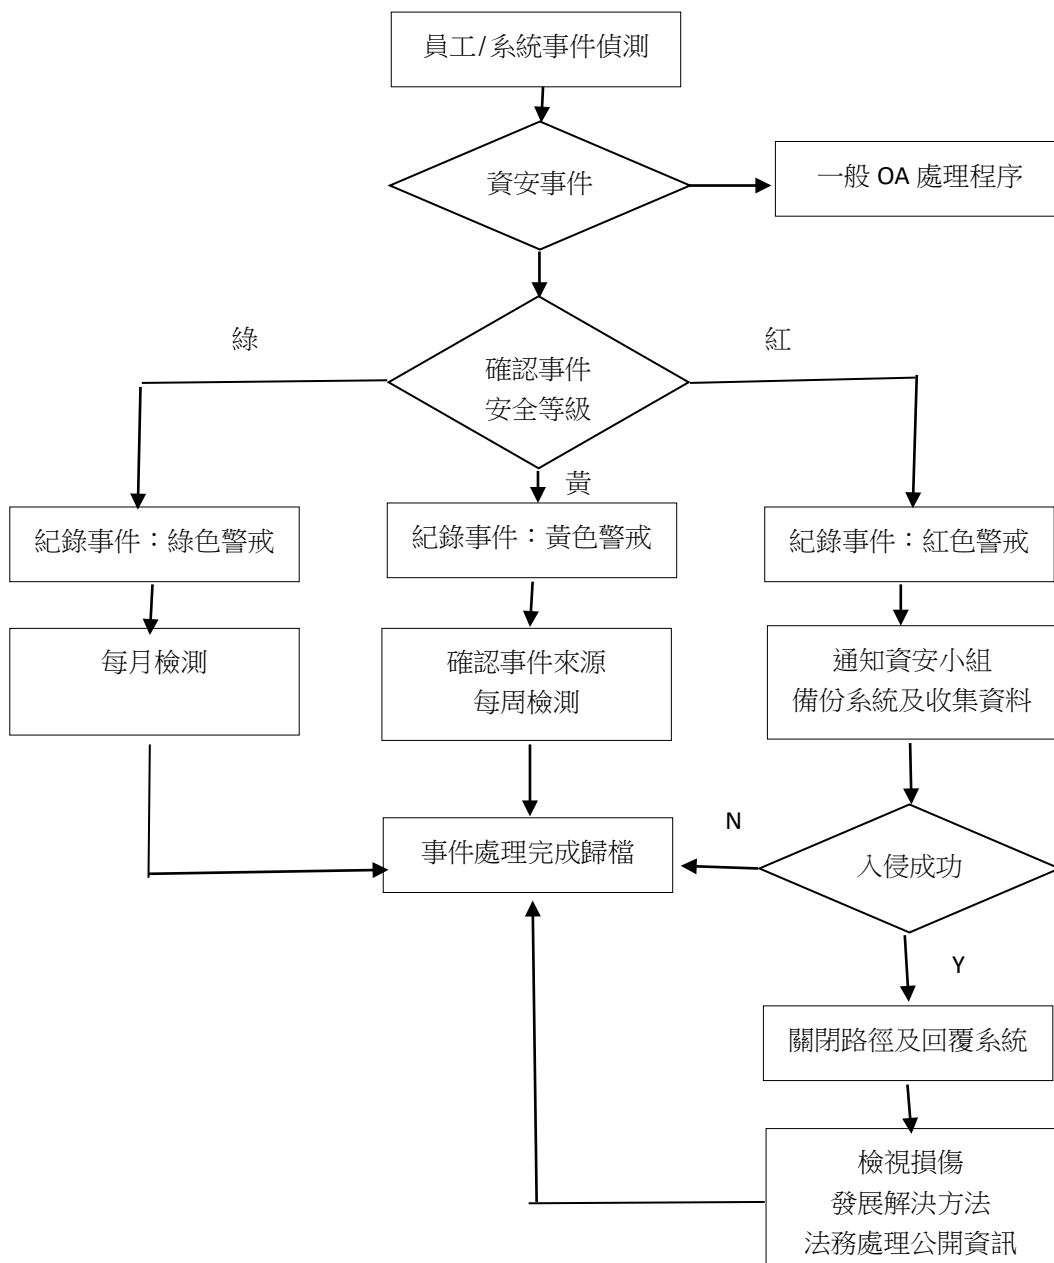 員工/系統事件偵測
資安事件
一般 OA 處理程序
綠
紅
確認事件
安全等級
黃
紀錄事件：綠色警戒
紀錄事件：黃色警戒
紀錄事件：紅色警戒
每月檢測
確認事件來源
每周檢測
通知資安小組
備份系統及收集資料
事件處理完成歸檔
N
入侵成功
Y
關閉路徑及回覆系統
檢視損傷
發展解決方法
法務處理公開資訊